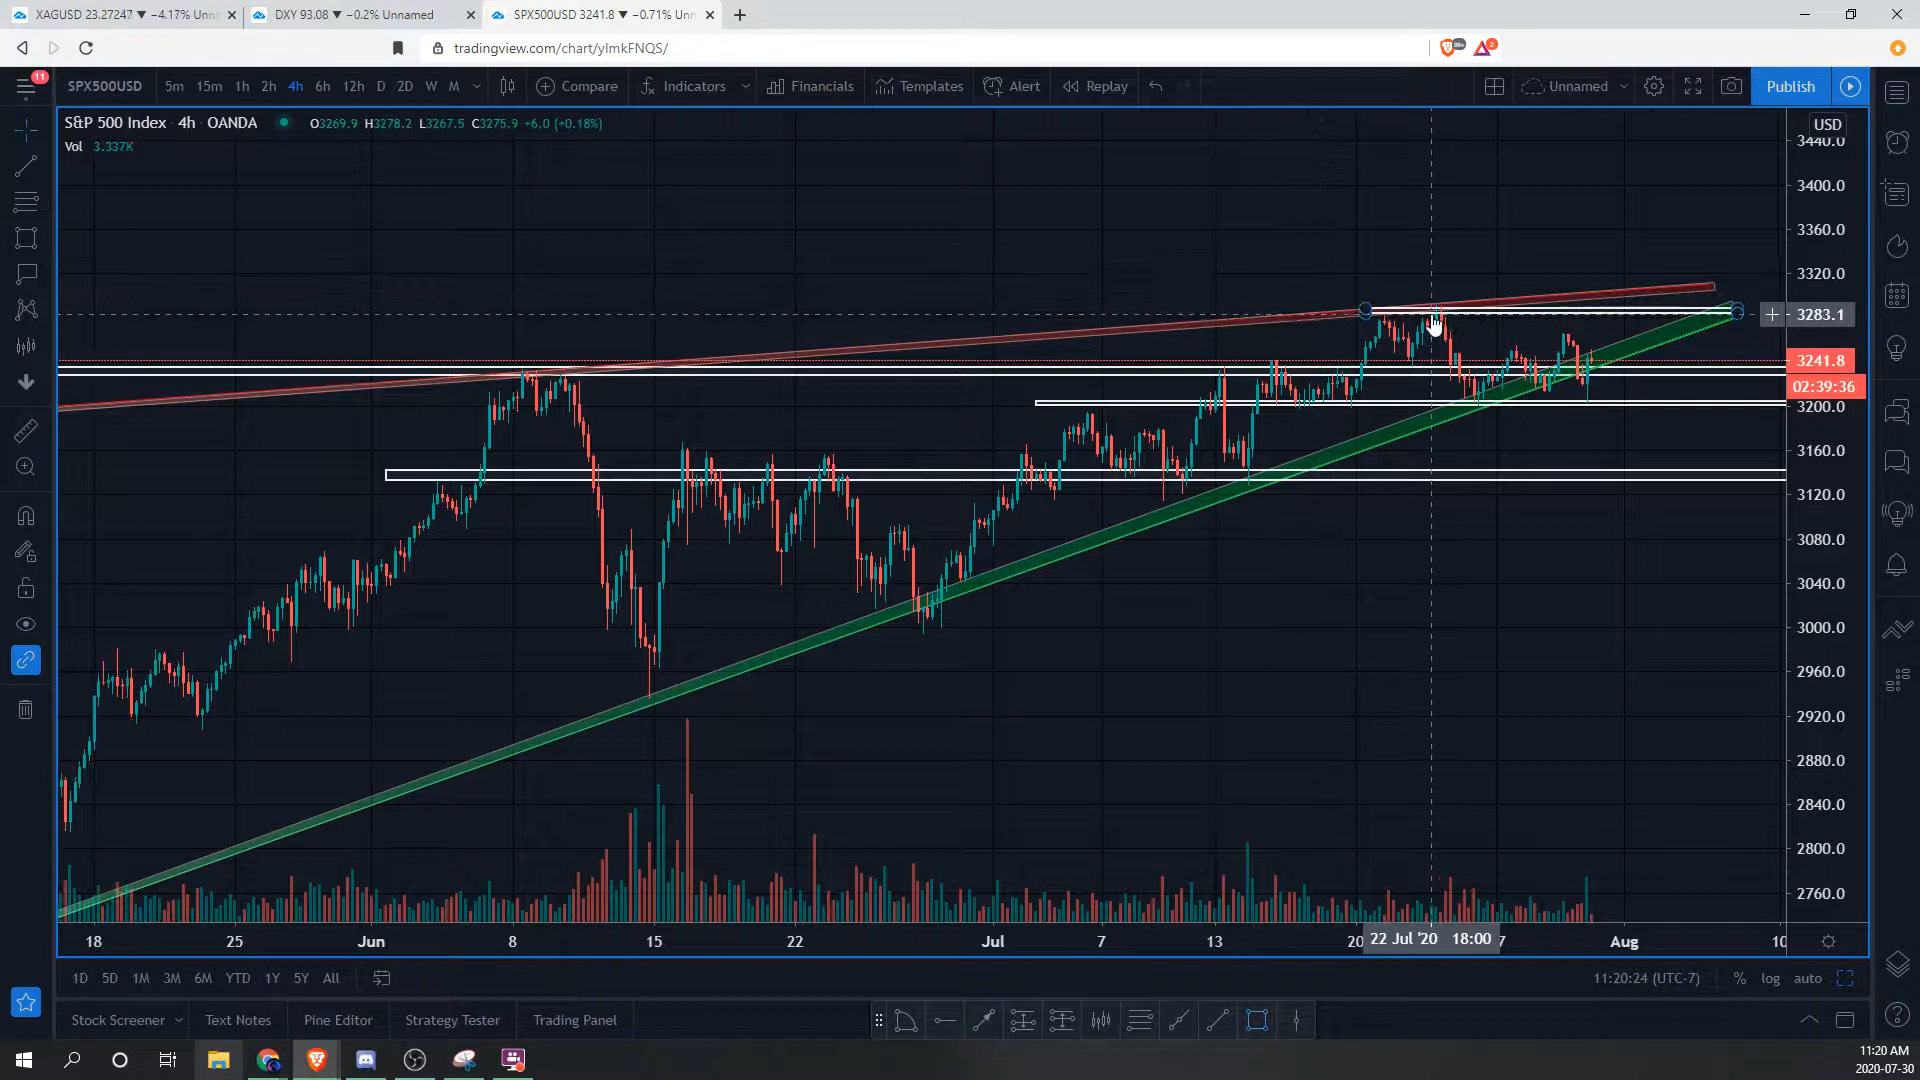 XAGUSD 23.27247 ▼ −4.17% Unn
DXY 93.08 ▼ −0.2% Unnamed
SPX500USD 3241.8 ▼ −0.71% Unn
tradingview.com/chart/yImkFNQS/
99+
2
11
SPX500USD 5m 15m 1h 2h 4h 6h 12h D 2D W M Compare Indicators Financials Templates Alert Replay Unnamed Publish
S&P 500 Index · 4h · OANDA O3269.9 H3278.2 L3267.5 C3275.9 +6.0 (+0.18%)
Vol 3.337K
USD
3440.0
3400.0
3360.0
3320.0
3283.1
3241.8
02:39:36
3200.0
3160.0
3120.0
3080.0
3040.0
3000.0
2960.0
2920.0
2880.0
2840.0
2800.0
2760.0
18 25 Jun 8 15 22 Jul 7 13 20 22 Jul '20 18:00 7 Aug 10
1D 5D 1M 3M 6M YTD 1Y 5Y All 11:20:24 (UTC-7) % log auto
Stock Screener Text Notes Pine Editor Strategy Tester Trading Panel
11:20 AM
2020-07-30